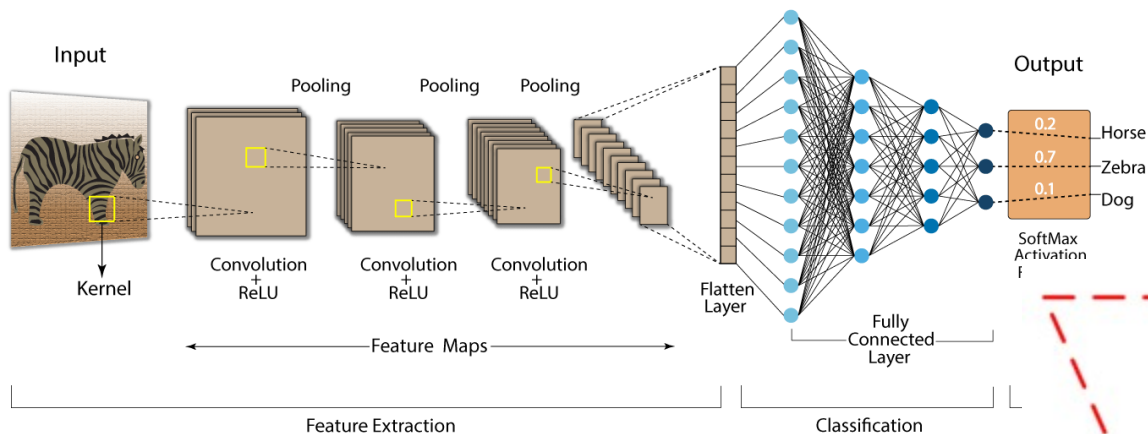 Input
Output
Pooling
Pooling
Pooling
0.2
0.7
0.1
Horse
Zebra
Dog
Kernel
Convolution
+
ReLU
Convolution
+
ReLU
Convolution
+
ReLU
Flatten
Layer
SoftMax
Activation
Feature Maps
Fully
Connected
Layer
Feature Extraction
Classification